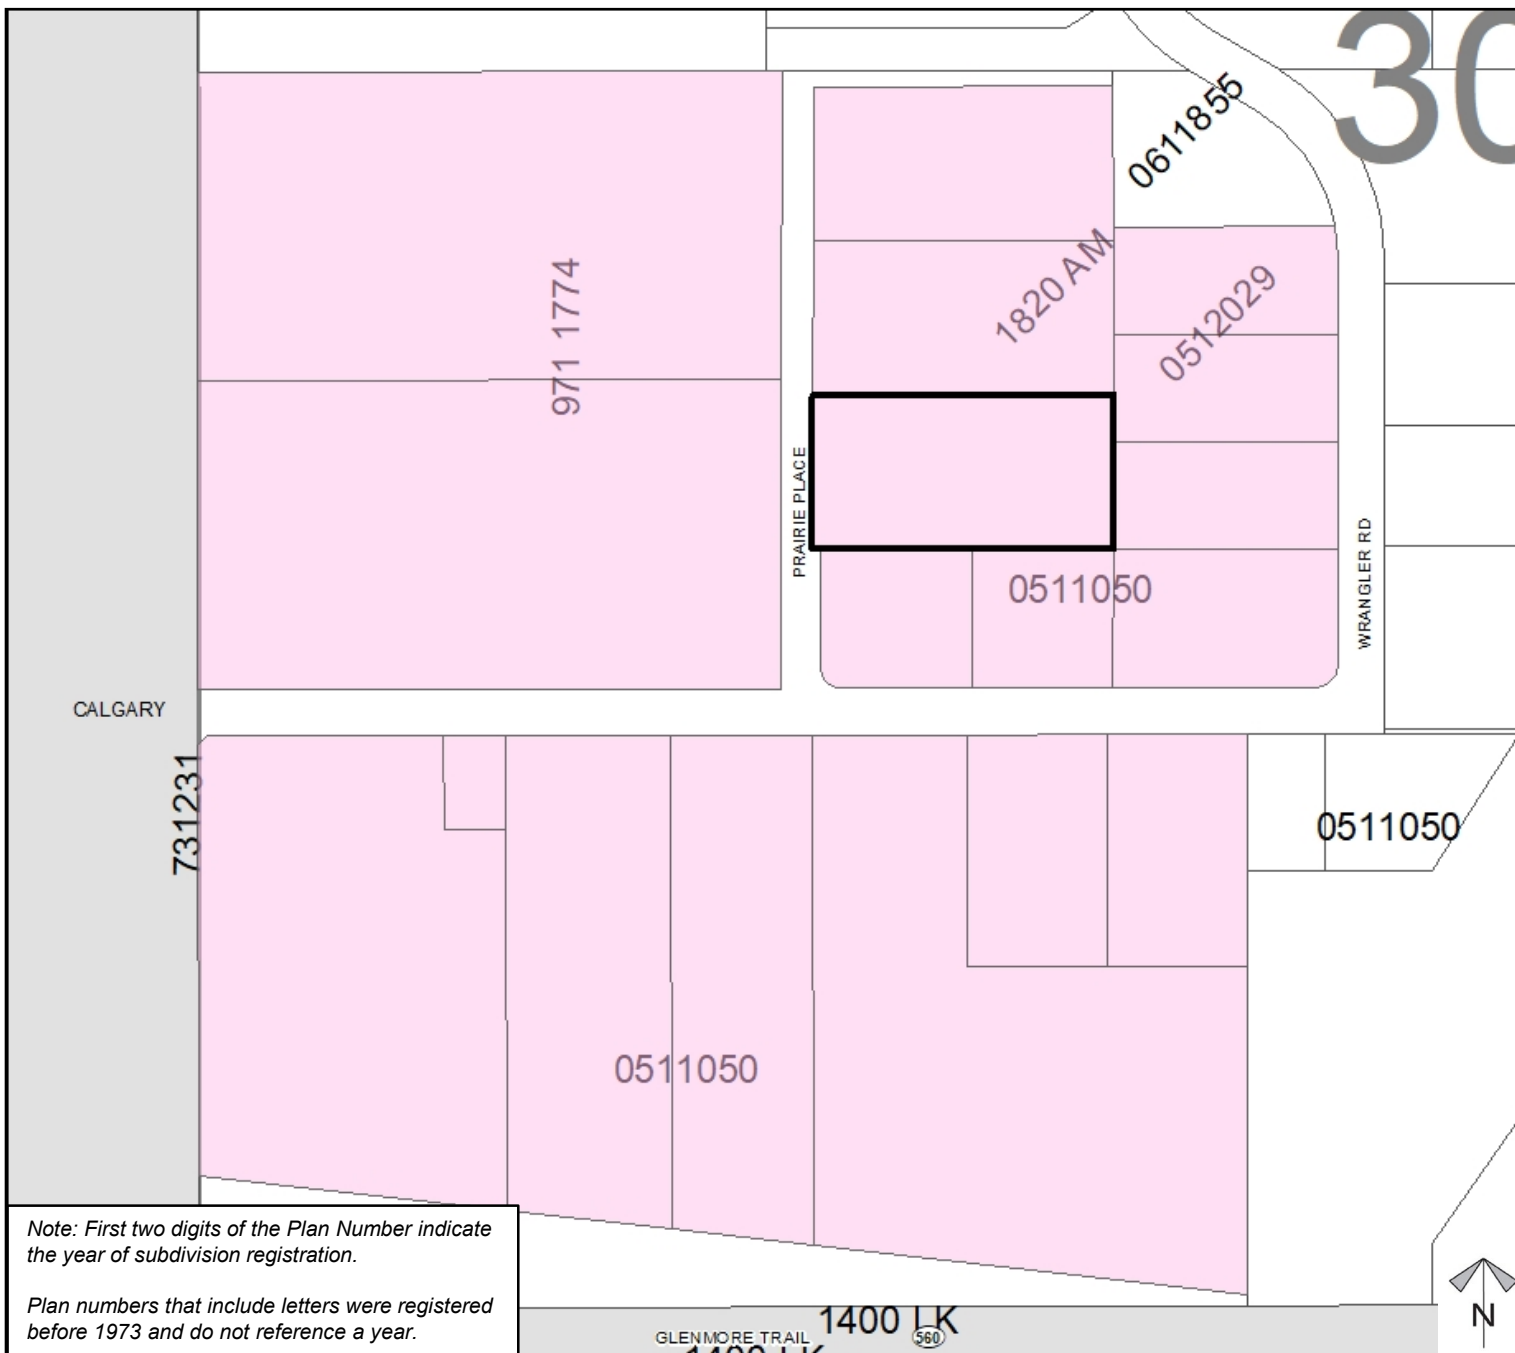 30
0611855
1820 AM
0512029
971 1774
PRAIRIE PLACE
WRANGLER RD
0511050
CALGARY
731231
0511050
0511050
Note: First two digits of the Plan Number indicate
the year of subdivision registration.
Plan numbers that include letters were registered
before 1973 and do not reference a year.
1400 LK
GLENMORE TRAIL
560
1400 LK
N